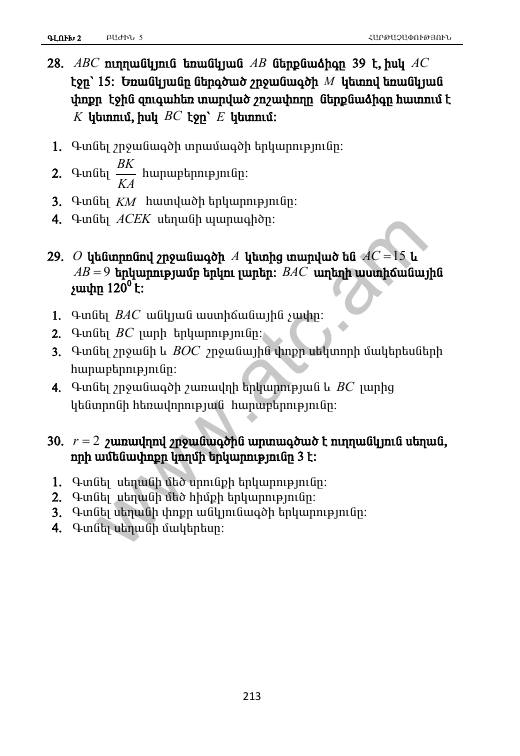 ԳԼՈՒԽ 2 ԲԱԺԻՆ 5 ՀԱՐԹԱՉԱՓՈՒԹՅՈՒՆ
28. ABC ուղղանկյուն եռանկյան AB ներքնաձիգը 39 է, իսկ AC
էջը՝ 15: Եռանկյանը ներգծած շրջանագծի M կետով եռանկյան
փոքր էջին զուգահեռ տարված շոշափողը ներքնաձիգը հատում է
K կետում, իսկ BC էջը՝ E կետում:
1. Գտնել շրջանագծի տրամագծի երկարությունը:
2. Գտնել BK/KA հարաբերությունը:
3. Գտնել KM հատվածի երկարությունը:
4. Գտնել ACEK սեղանի պարագիծը:
29. O կենտրոնով շրջանագծի A կետից տարված են AC = 15 և
AB = 9 երկարությամբ երկու լարեր: BAC աղեղի աստիճանային
չափը 120⁰ է:
1. Գտնել BAC անկյան աստիճանային չափը:
2. Գտնել BC լարի երկարությունը:
3. Գտնել շրջանի և BOC շրջանային փոքր սեկտորի մակերեսների
հարաբերությունը:
4. Գտնել շրջանագծի շառավղի երկարության և BC լարից
կենտրոնի հեռավորության հարաբերությունը:
30. r = 2 շառավղով շրջանագծին արտագծած է ուղղանկյուն սեղան,
որի ամենափոքր կողմի երկարությունը 3 է:
1. Գտնել սեղանի մեծ սրունքի երկարությունը:
2. Գտնել սեղանի մեծ հիմքի երկարությունը:
3. Գտնել սեղանի փոքր անկյունագծի երկարությունը:
4. Գտնել սեղանի մակերեսը:
www.atc.am
213